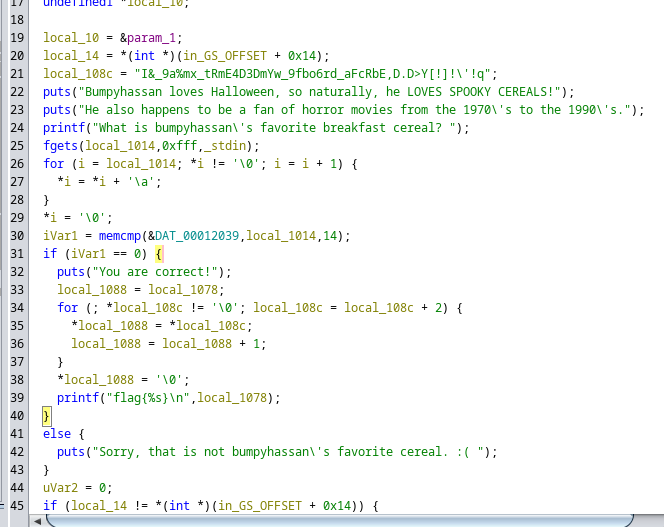 17 undefined1 *local_10;
18
19 local_10 = &param_1;
20 local_14 = *(int *)(in_GS_OFFSET + 0x14);
21 local_108c = "I&_9a%mx_tRmE4D3DmYw_9fbo6rd_aFcRbE,D.D>Y[!]!\'!q";
22 puts("Bumpyhassan loves Halloween, so naturally, he LOVES SPOOKY CEREALS!");
23 puts("He also happens to be a fan of horror movies from the 1970\'s to the 1990\'s.");
24 printf("What is bumpyhassan\'s favorite breakfast cereal? ");
25 fgets(local_1014,0xfff,_stdin);
26 for (i = local_1014; *i != '\0'; i = i + 1) {
27 *i = *i + '\a';
28 }
29 *i = '\0';
30 iVar1 = memcmp(&DAT_00012039,local_1014,14);
31 if (iVar1 == 0) {
32 puts("You are correct!");
33 local_1088 = local_1078;
34 for (; *local_108c != '\0'; local_108c = local_108c + 2) {
35 *local_1088 = *local_108c;
36 local_1088 = local_1088 + 1;
37 }
38 *local_1088 = '\0';
39 printf("flag{%s}\n",local_1078);
40 }
41 else {
42 puts("Sorry, that is not bumpyhassan\'s favorite cereal. :( ");
43 }
44 uVar2 = 0;
45 if (local_14 != *(int *)(in_GS_OFFSET + 0x14)) {